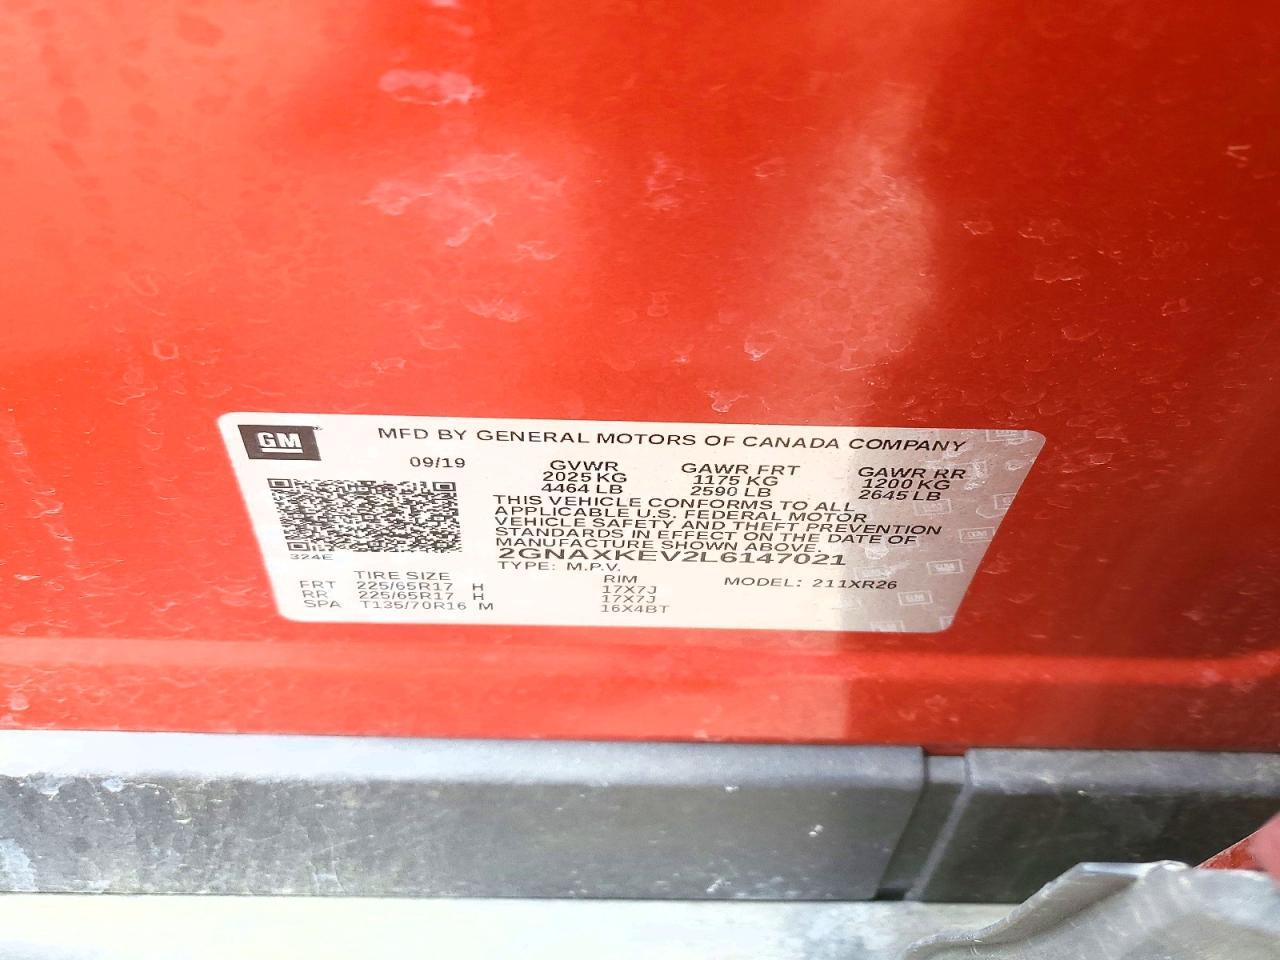 GM
MFD BY GENERAL MOTORS OF CANADA COMPANY
09/19 GVWR GAWR FRT GAWR RR
2025 KG 1175 KG 1200 KG
4464 LB 2590 LB 2645 LB
THIS VEHICLE CONFORMS TO ALL
APPLICABLE U.S. FEDERAL MOTOR
VEHICLE SAFETY AND THEFT PREVENTION
STANDARDS IN EFFECT ON THE DATE OF
MANUFACTURE SHOWN ABOVE.
324E 2GNAXKEV2L6147021
TYPE: M.P.V.
TIRE SIZE RIM MODEL: 211XR26
FRT 225/65R17 H 17X7J
RR 225/65R17 H 17X7J
SPA T135/70R16 M 16X4BT